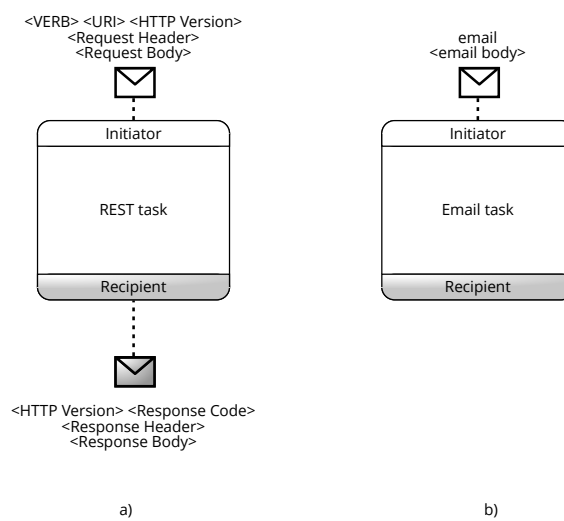 <VERB> <URI> <HTTP Version>
<Request Header>
<Request Body>
Initiator
REST task
Recipient
<HTTP Version> <Response Code>
<Response Header>
<Response Body>
a)
email
<email body>
Initiator
Email task
Recipient
b)